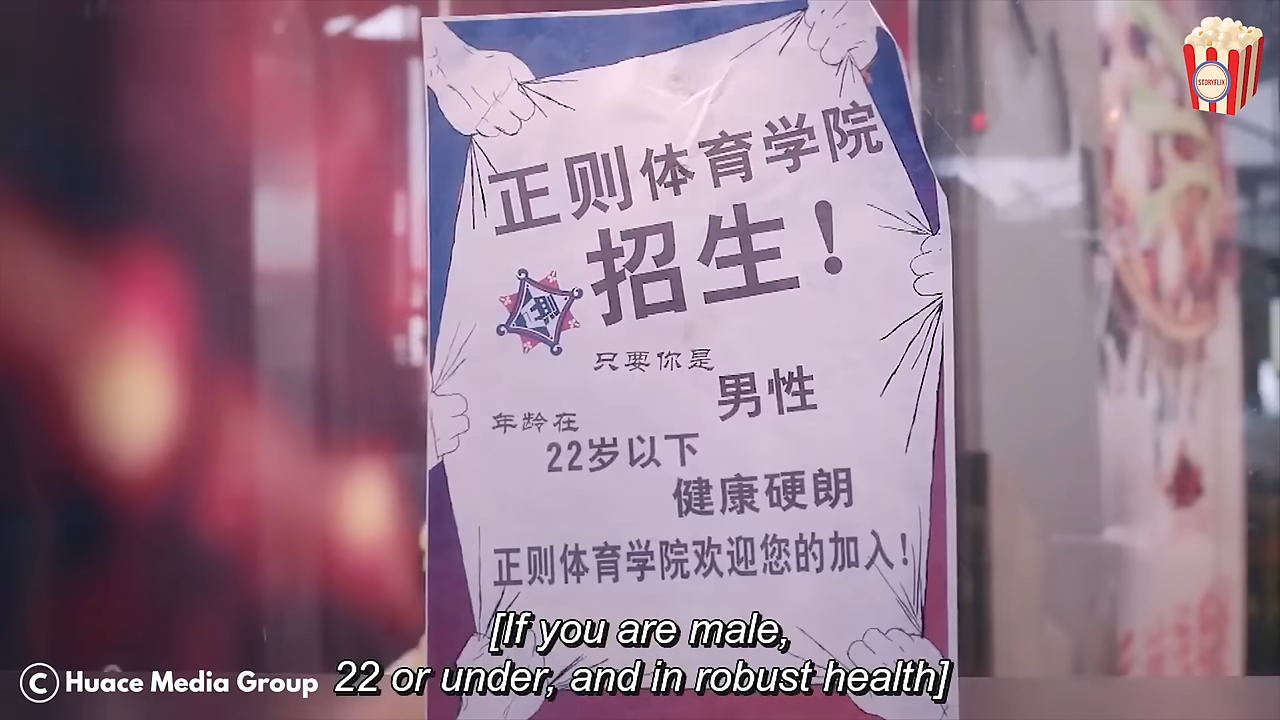 STORYFLIX
正则体育学院
招生！
正则
只要你是
男性
年龄在
22岁以下
健康硬朗
正则体育学院欢迎您的加入！
[If you are male,
22 or under, and in robust health]
© Huace Media Group